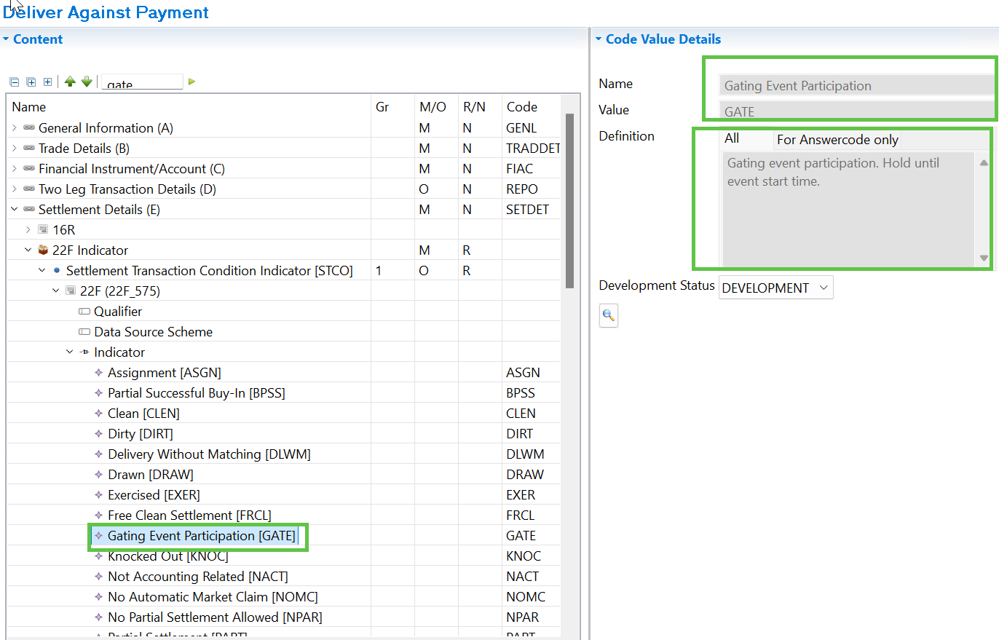 Deliver Against Payment
Content
gate
Name Gr M/O R/N Code
General Information (A) M N GENL
Trade Details (B) M N TRADDET
Financial Instrument/Account (C) M N FIAC
Two Leg Transaction Details (D) O N REPO
Settlement Details (E) M N SETDET
16R
22F Indicator M R
Settlement Transaction Condition Indicator [STCO] 1 O R
22F (22F_575)
Qualifier
Data Source Scheme
Indicator
Assignment [ASGN] ASGN
Partial Successful Buy-In [BPSS] BPSS
Clean [CLEN] CLEN
Dirty [DIRT] DIRT
Delivery Without Matching [DLWM] DLWM
Drawn [DRAW] DRAW
Exercised [EXER] EXER
Free Clean Settlement [FRCL] FRCL
Gating Event Participation [GATE] GATE
Knocked Out [KNOC] KNOC
Not Accounting Related [NACT] NACT
No Automatic Market Claim [NOMC] NOMC
No Partial Settlement Allowed [NPAR] NPAR
Partial Settlement [PART] PART
Code Value Details
Name Gating Event Participation
Value GATE
Definition All For Answercode only
Gating event participation. Hold until
event start time.
Development Status DEVELOPMENT